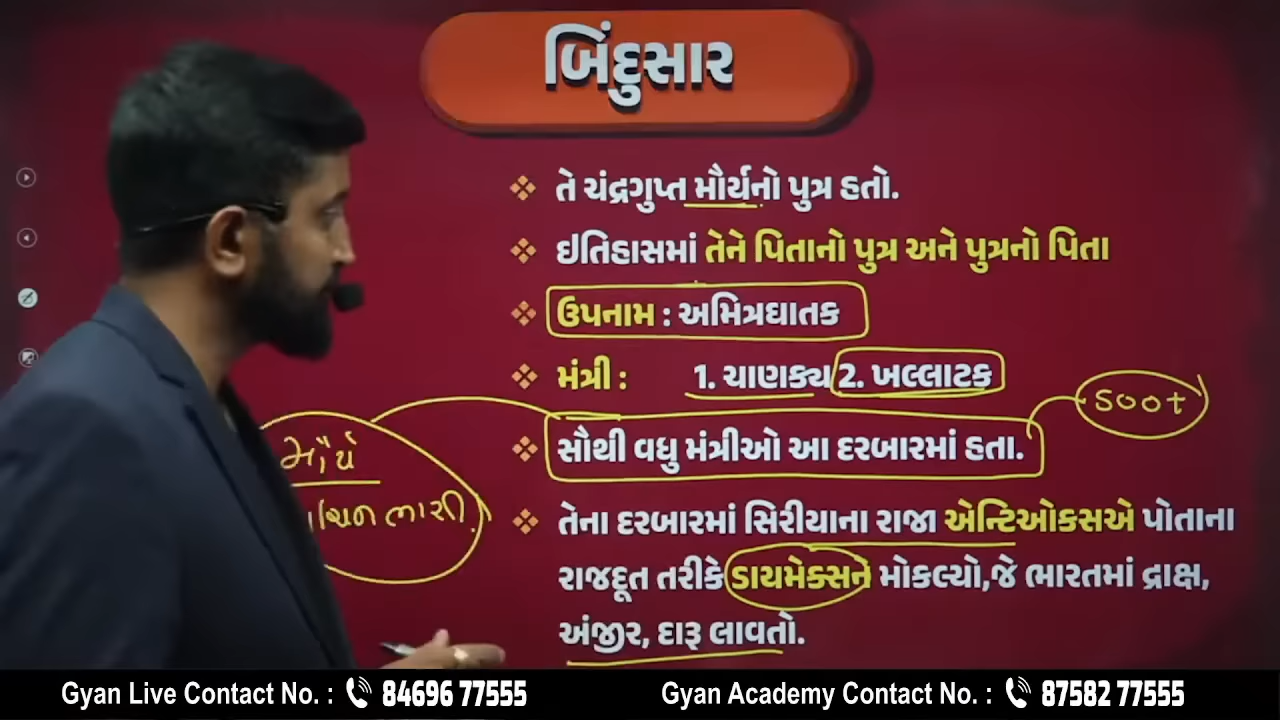 બિંદુસાર
તે ચંદ્રગુપ્ત મૌર્યનો પુત્ર હતો.
ઇતિહાસમાં તેને પિતાનો પુત્ર અને પુત્રનો પિતા
ઉપનામ : અમિત્રઘાતક
મંત્રી : 1. ચાણક્ય 2. ખલ્લાટક
સૌથી વધુ મંત્રીઓ આ દરબારમાં હતા.
500+
મૌર્ય
તેના દરબારમાં સિરીયાના રાજા એન્ટિઓકસએ પોતાના
રાજદૂત તરીકે ડાયમેક્સને મોકલ્યો,જે ભારતમાં દ્રાક્ષ,
અંજીર, દારૂ લાવતો.
Gyan Live Contact No. : 84696 77555
Gyan Academy Contact No. : 87582 77555